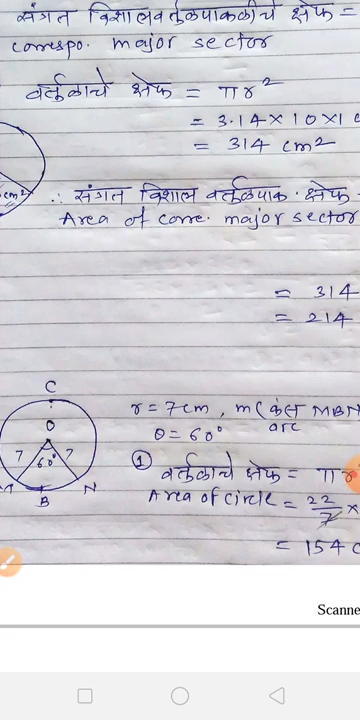 संगत विशालवर्तुळपाकळीचे क्षेफ =
correspo. major sector
वर्तुळाचे क्षेफ = πr²
= 3.14 × 10 × 1
= 314 cm²
cm²
∴ संगत विशाल वर्तुळपाक. क्षेफ
Area of corre. major sector
= 314
= 214
C
O
7 60° 7
N
B
r = 7cm, m(कंस MBN
arc
θ = 60°
① वर्तुळाचे क्षेफ = πr
Area of circle = 22/7 ×
= 154 c
Scanne